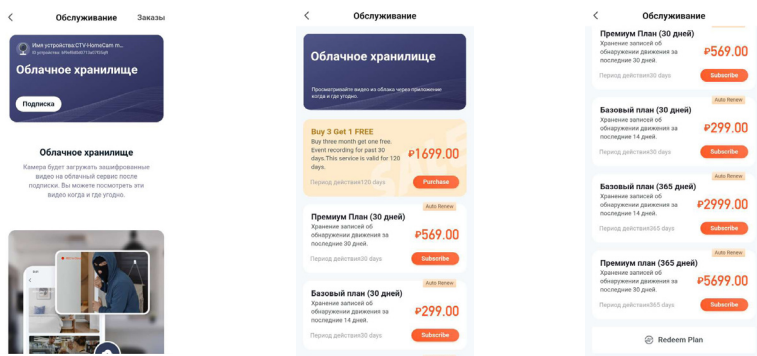 Обслуживание
Заказы
Имя устройства:CTV-HomeCam m...
Облачное хранилище
Подписка
Облачное хранилище
Камера будет загружать зашифрованные
видео на облачный сервис после
подписки. Вы можете посмотреть эти
видео когда и где угодно.
Обслуживание
Облачное хранилище
Просматривайте видео из облака через приложение
когда и где угодно.
Buy 3 Get 1 FREE
Buy three month get one free.
Event recording for past 30
days.This service is valid for 120
days.
₽1699.00
Период действия120 days
Purchase
Auto Renew
Премиум План (30 дней)
Хранение записей об
обнаружении движения за
последние 30 дней.
₽569.00
Период действия30 days
Subscribe
Auto Renew
Базовый план (30 дней)
Хранение записей об
обнаружении движения за
последние 14 дней.
₽299.00
Период действия30 days
Subscribe
Обслуживание
Премиум План (30 дней)
Хранение записей об
обнаружении движения за
последние 30 дней.
₽569.00
Период действия30 days
Subscribe
Auto Renew
Базовый план (30 дней)
Хранение записей об
обнаружении движения за
последние 14 дней.
₽299.00
Период действия30 days
Subscribe
Auto Renew
Базовый план (365 дней)
Хранение записей об
обнаружении движения за
последние 14 дней.
₽2999.00
Период действия365 days
Subscribe
Auto Renew
Премиум план (365 дней)
Хранение записей об
обнаружении движения за
последние 30 дней.
₽5699.00
Период действия365 days
Subscribe
Redeem Plan